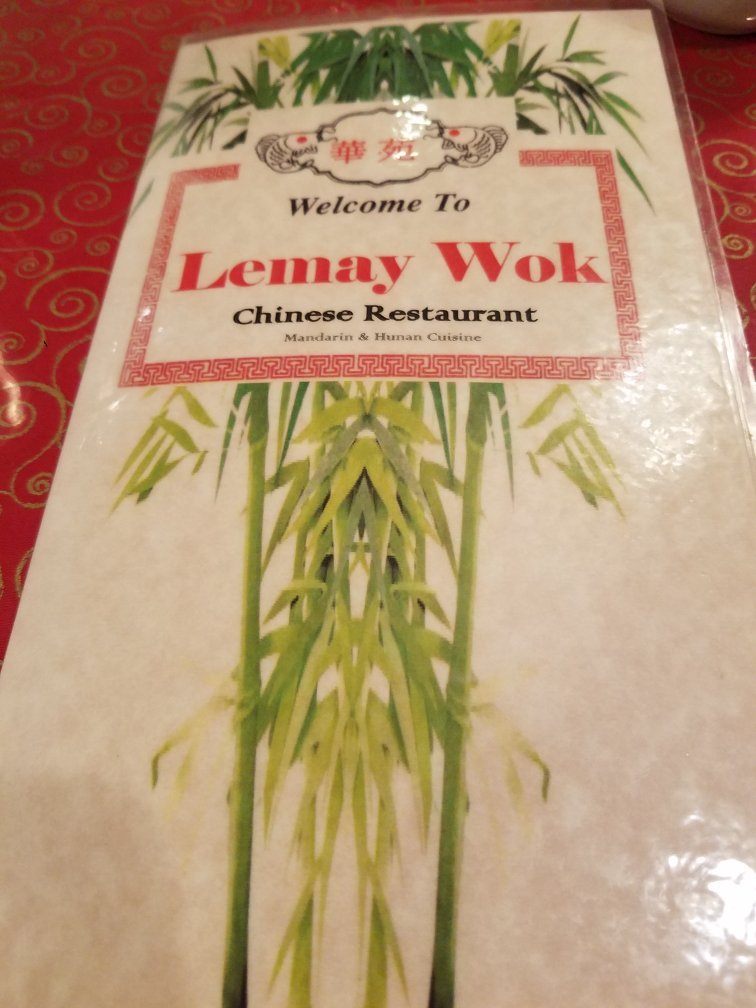 華苑
Welcome To
Lemay Wok
Chinese Restaurant
Mandarin & Hunan Cuisine